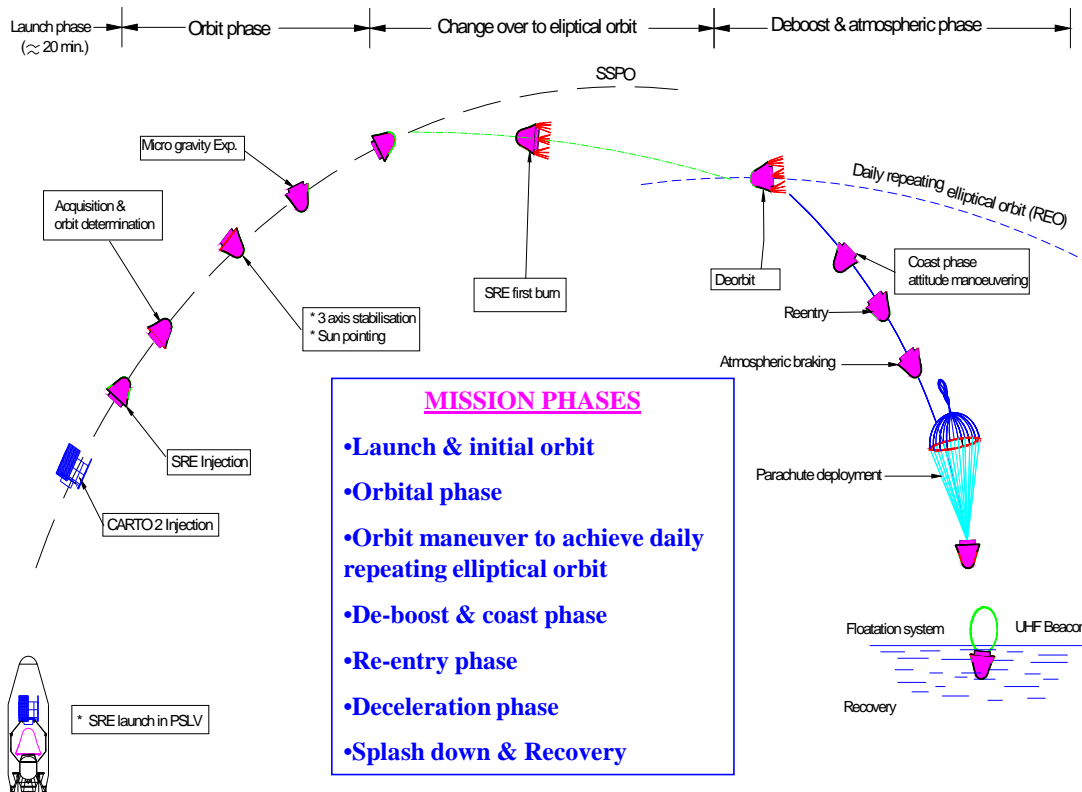 Launch phase
(≈ 20 min.)
Orbit phase
Change over to eliptical orbit
Deboost & atmospheric phase
SSPO
Micro gravity Exp.
Acquisition &
orbit determination
* 3 axis stabilisation
* Sun pointing
SRE first burn
Deorbit
Daily repeating
elliptical orbit (REO)
Coast phase
attitude manoeuvering
Reentry
Atmospheric braking
SRE Injection
CARTO 2 Injection
Parachute deployment
MISSION PHASES
•Launch & initial orbit
•Orbital phase
•Orbit maneuver to achieve daily
repeating elliptical orbit
•De-boost & coast phase
•Re-entry phase
•Deceleration phase
•Splash down & Recovery
Floatation system
UHF Beacon
Recovery
* SRE launch in PSLV